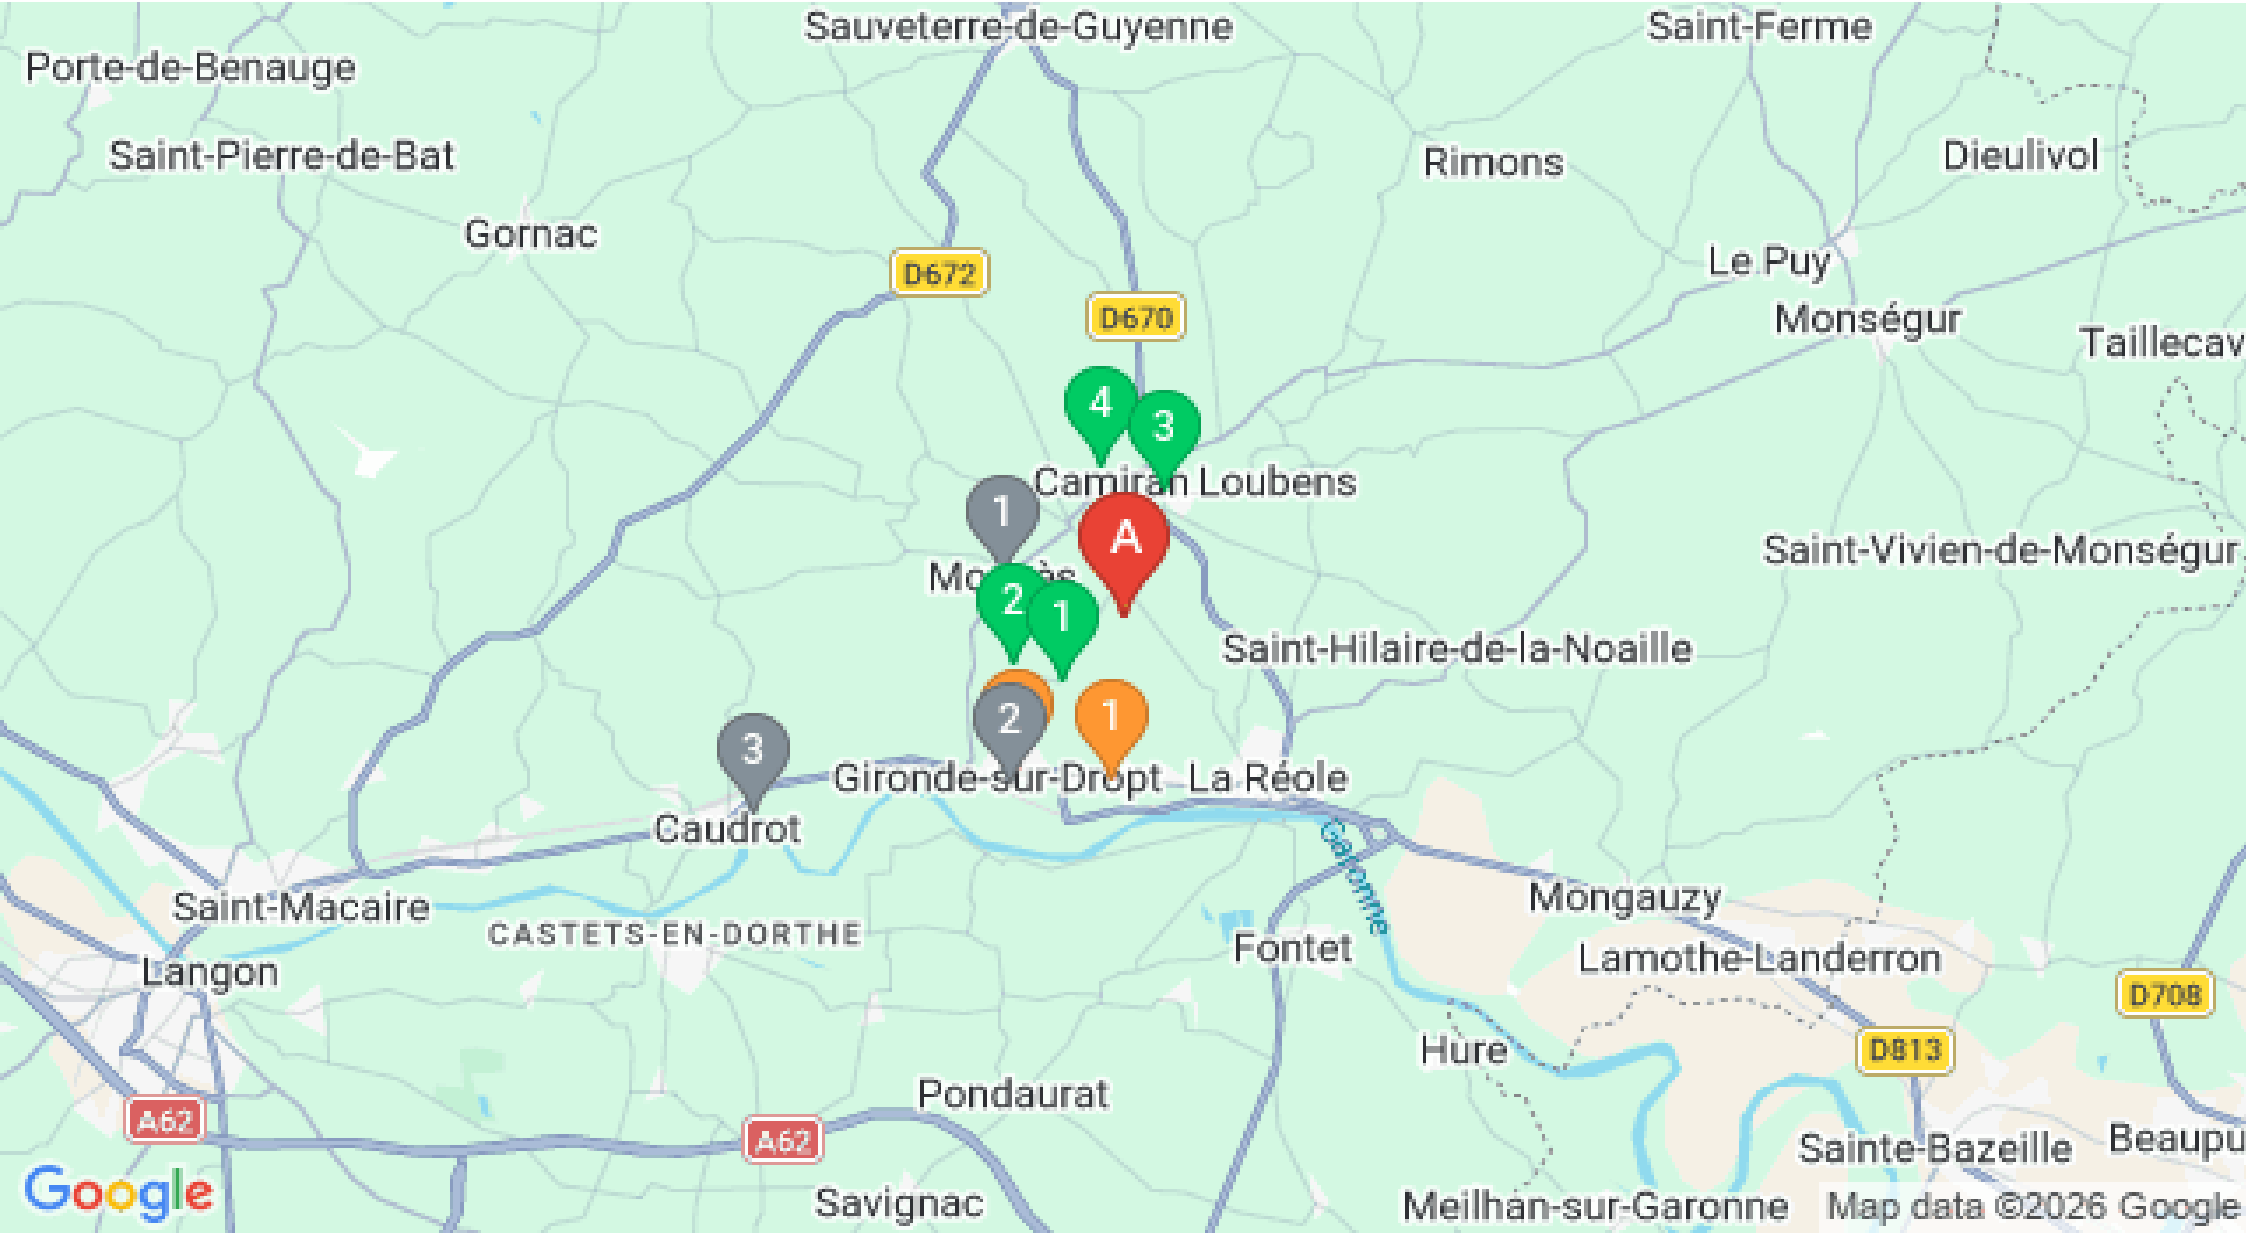 Sauveterre-de-Guyenne
Saint-Ferme
Porte-de-Benauge
Saint-Pierre-de-Bat
Rimons
Dieulivol
Gornac
D672
Le Puy
D670
Monségur
Taillecav
4
3
Camiran
Loubens
1
A
Saint-Vivien-de-Monségur
2
1
Saint-Hilaire-de-la-Noaille
2
1
3
Gironde-sur-Dropt
La Réole
Caudrot
Garonne
Mongauzy
Saint-Macaire
CASTETS-EN-DORTHE
Fontet
Lamothe-Landerron
Langon
D708
Hure
D813
Pondaurat
A62
A62
Sainte-Bazeille
Beaupu
Google
Savignac
Meilhan-sur-Garonne
Map data ©2026 Google